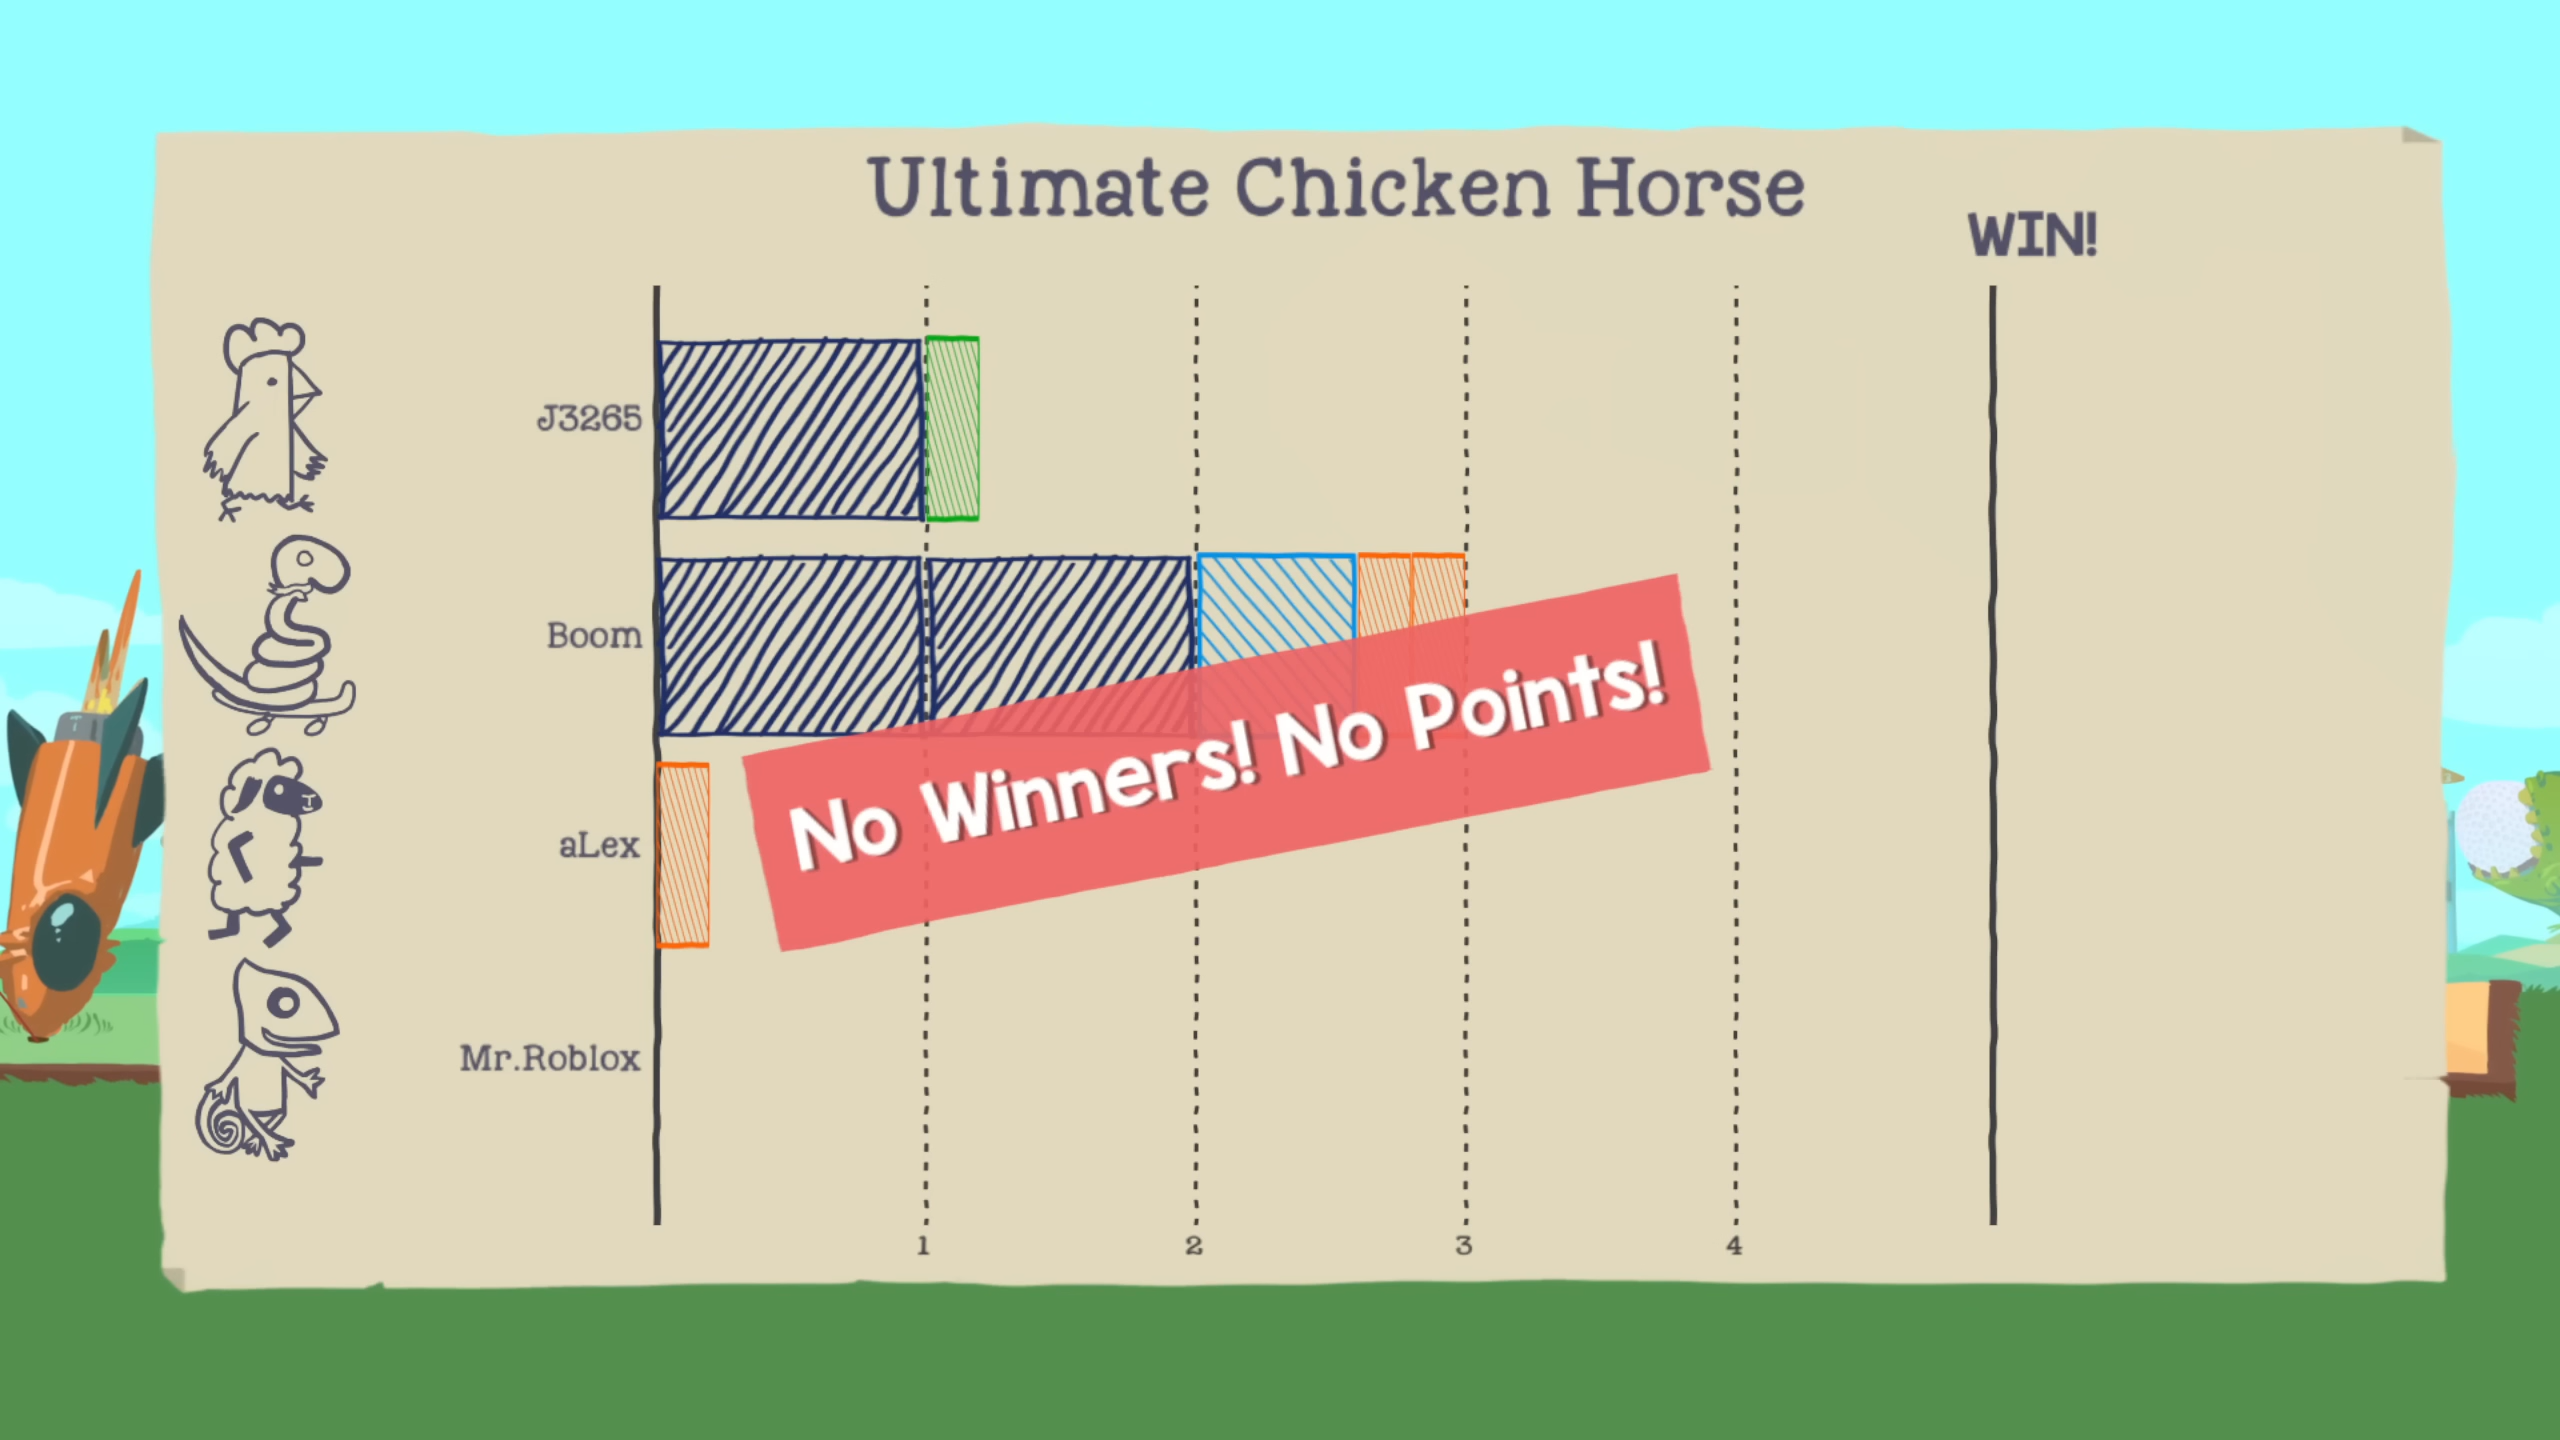 Ultimate Chicken Horse
WIN!
J3265
Boom
No Winners! No Points!
aLex
Mr.Roblox
1 2 3 4